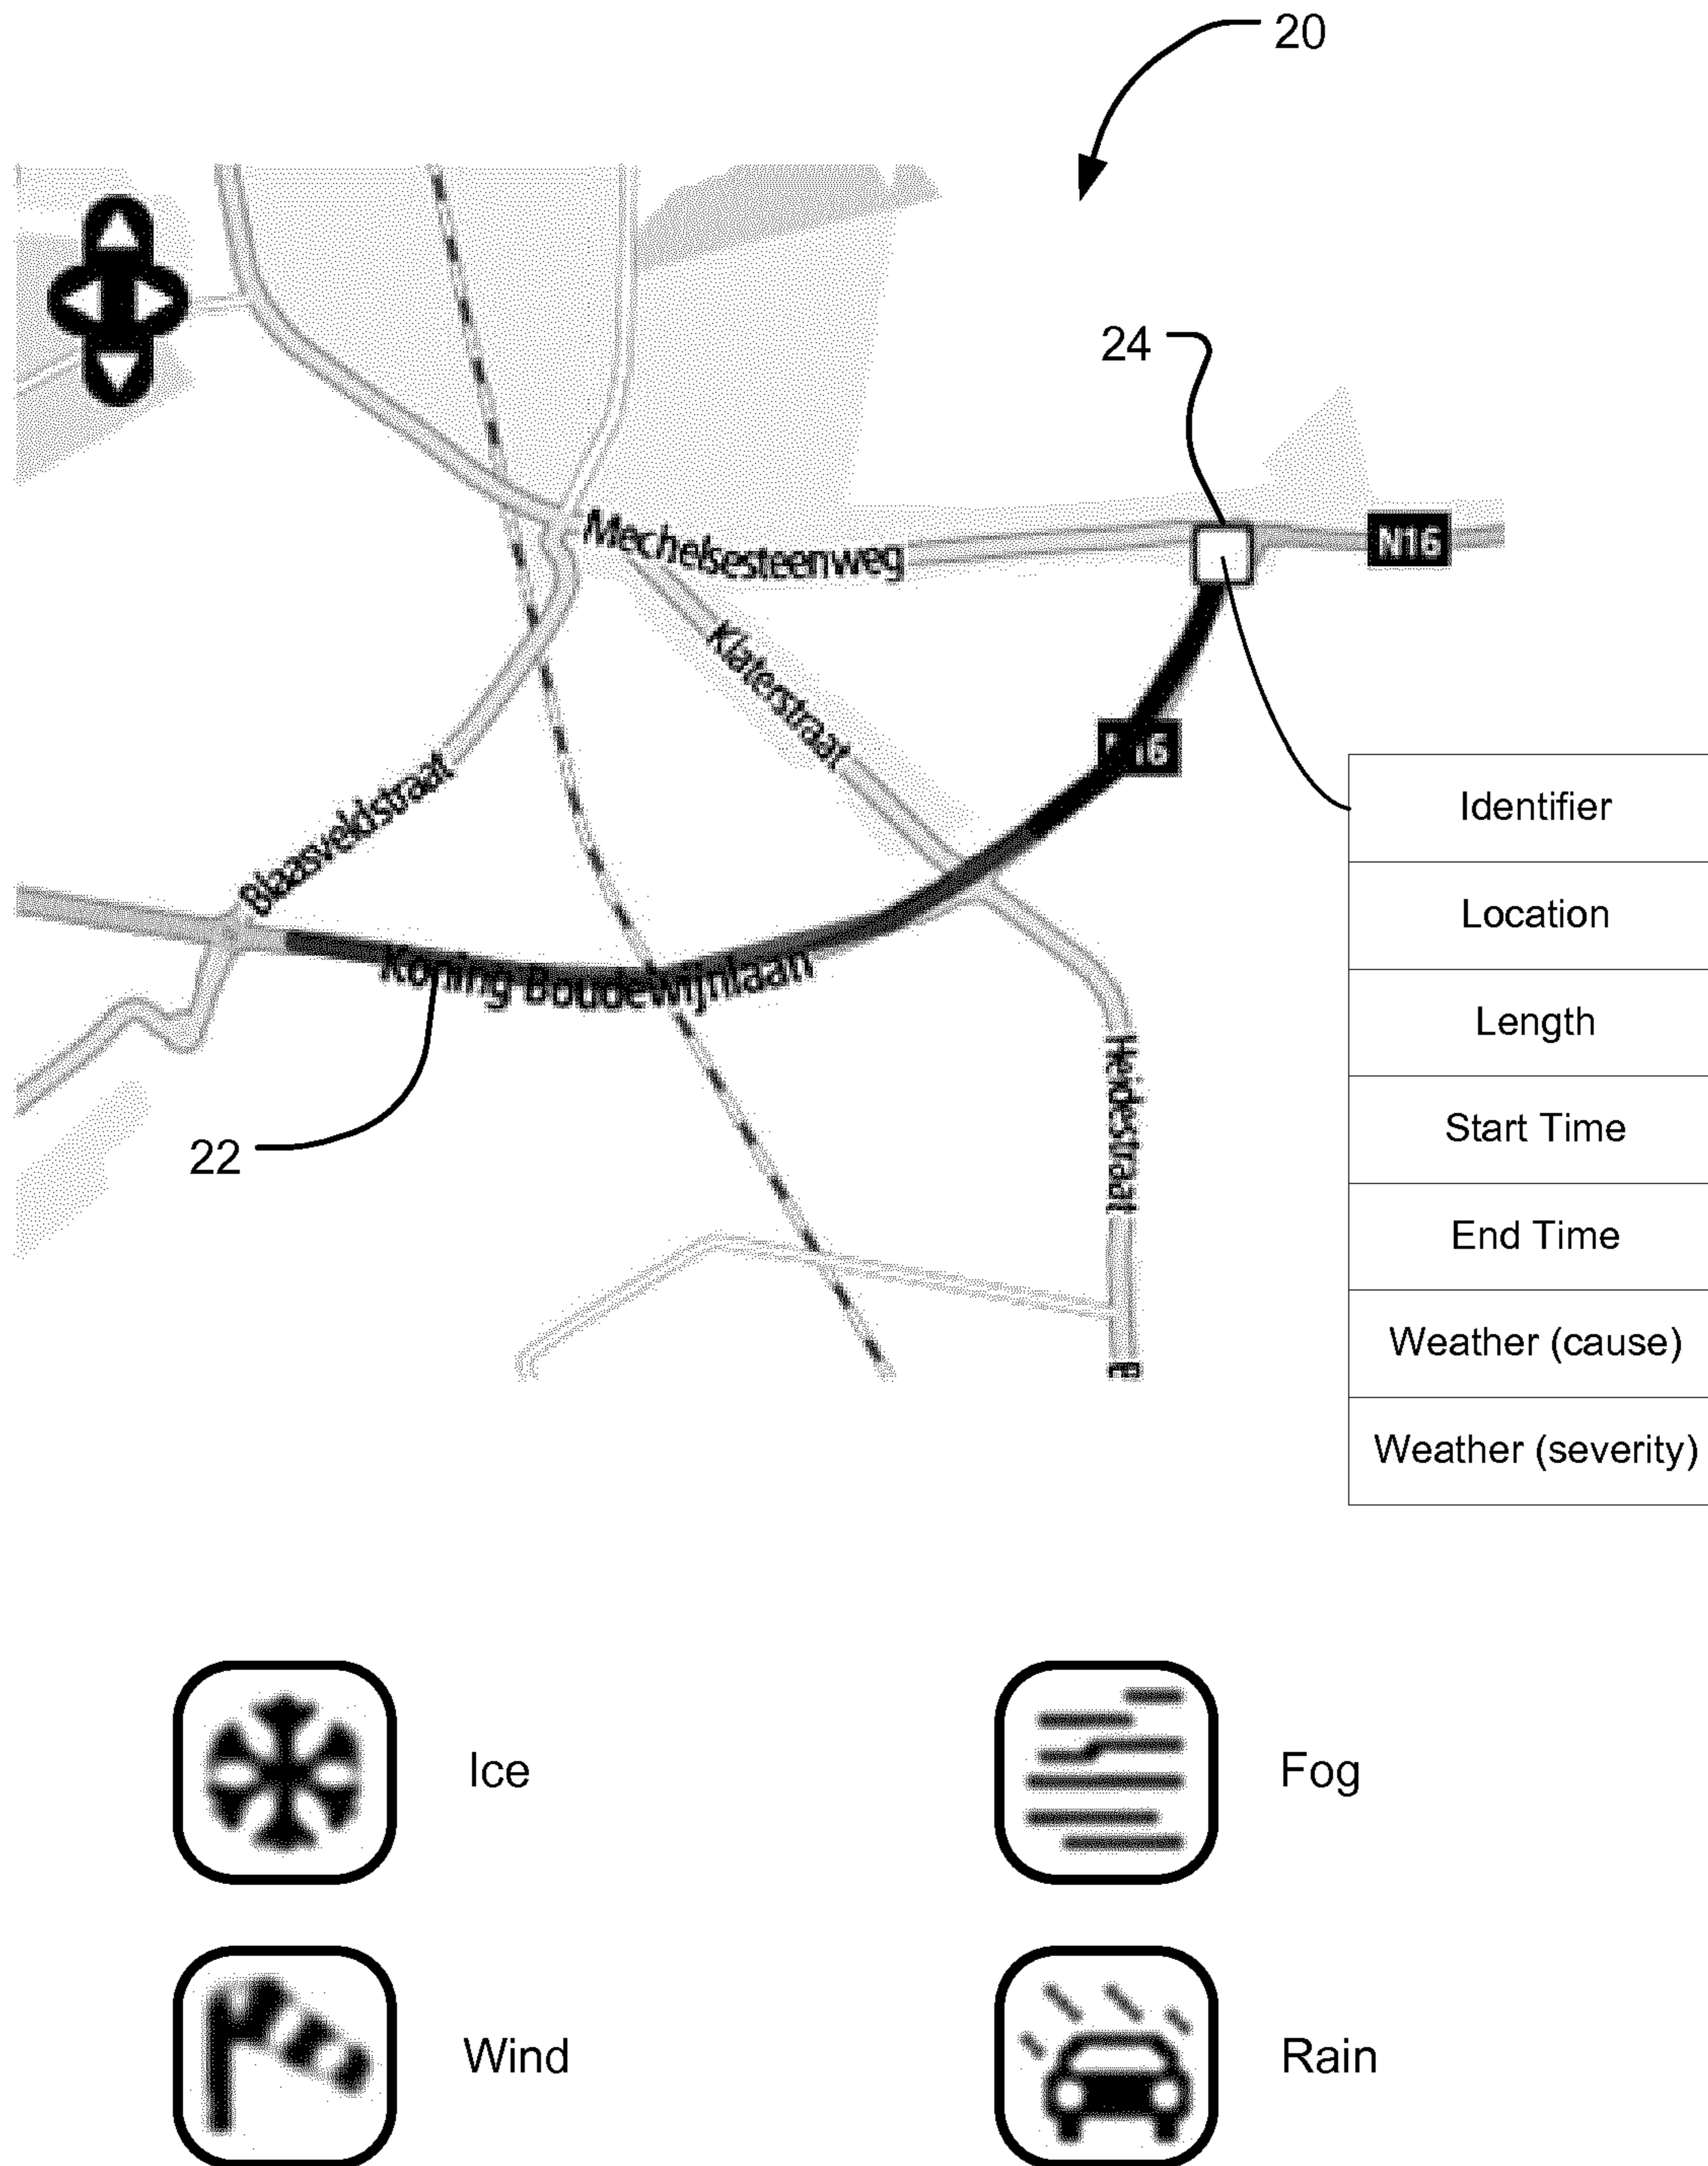 20
24
Mechelsesteenweg
N16
Klaterstraat
Blaasveldstraat
Koning Boudewijnlaan
Heidestraat
22
Identifier
Location
Length
Start Time
End Time
Weather (cause)
Weather (severity)
Ice
Fog
Wind
Rain